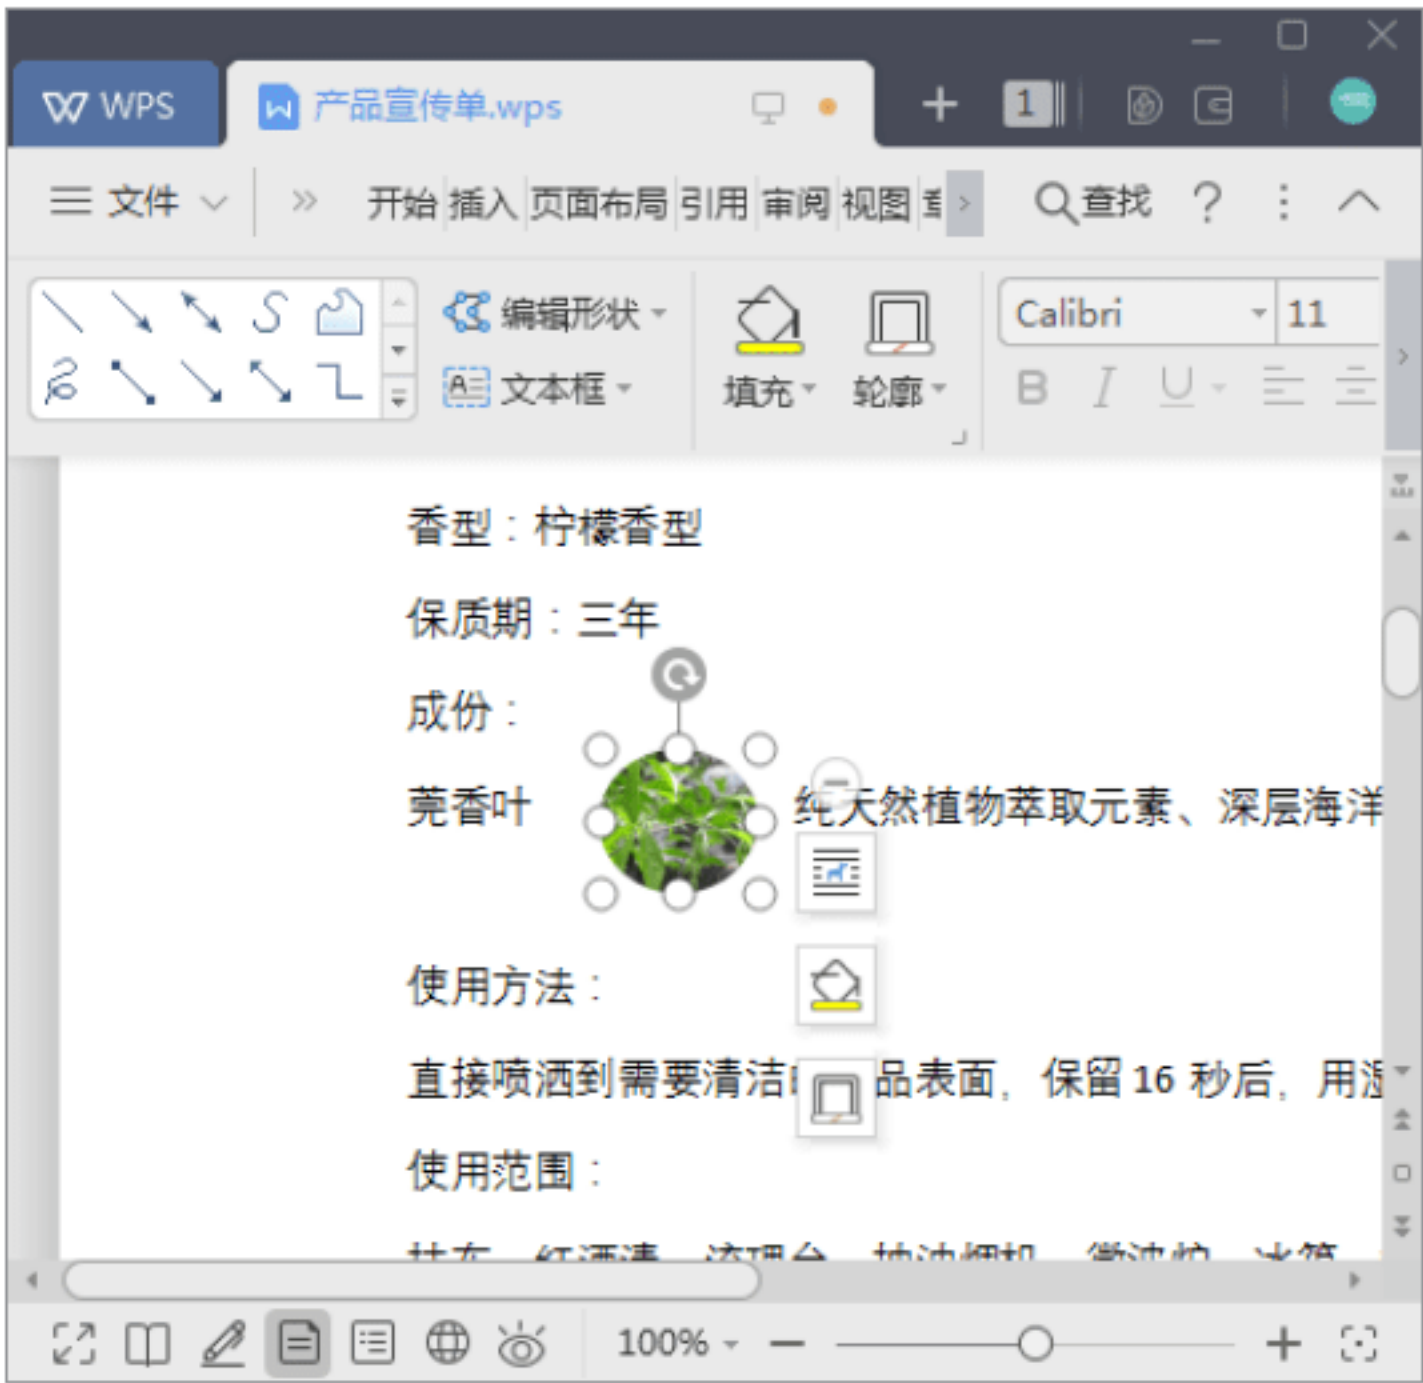 WPS
产品宣传单.wps
1
文件
开始 插入 页面布局 引用 审阅 视图
查找
编辑形状
文本框
填充
轮廓
Calibri
11
B I U
香型：柠檬香型
保质期：三年
成份：
莞香叶 纯天然植物萃取元素、深层海洋
使用方法：
直接喷洒到需要清洁 品表面，保留 16 秒后，用湿
使用范围：
100%